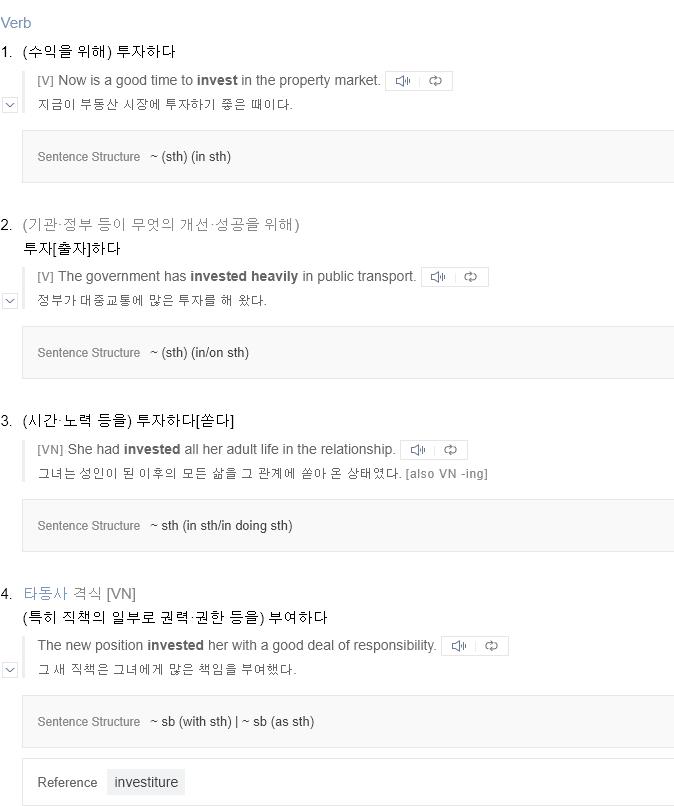 Verb
1. (수익을 위해) 투자하다
[V] Now is a good time to invest in the property market.
지금이 부동산 시장에 투자하기 좋은 때이다.
Sentence Structure ~ (sth) (in sth)
2. (기관·정부 등이 무엇의 개선·성공을 위해)
투자[출자]하다
[V] The government has invested heavily in public transport.
정부가 대중교통에 많은 투자를 해 왔다.
Sentence Structure ~ (sth) (in/on sth)
3. (시간·노력 등을) 투자하다[쏟다]
[VN] She had invested all her adult life in the relationship.
그녀는 성인이 된 이후의 모든 삶을 그 관계에 쏟아 온 상태였다. [also VN -ing]
Sentence Structure ~ sth (in sth/in doing sth)
4. 타동사 격식 [VN]
(특히 직책의 일부로 권력·권한 등을) 부여하다
The new position invested her with a good deal of responsibility.
그 새 직책은 그녀에게 많은 책임을 부여했다.
Sentence Structure ~ sb (with sth) | ~ sb (as sth)
Reference investiture